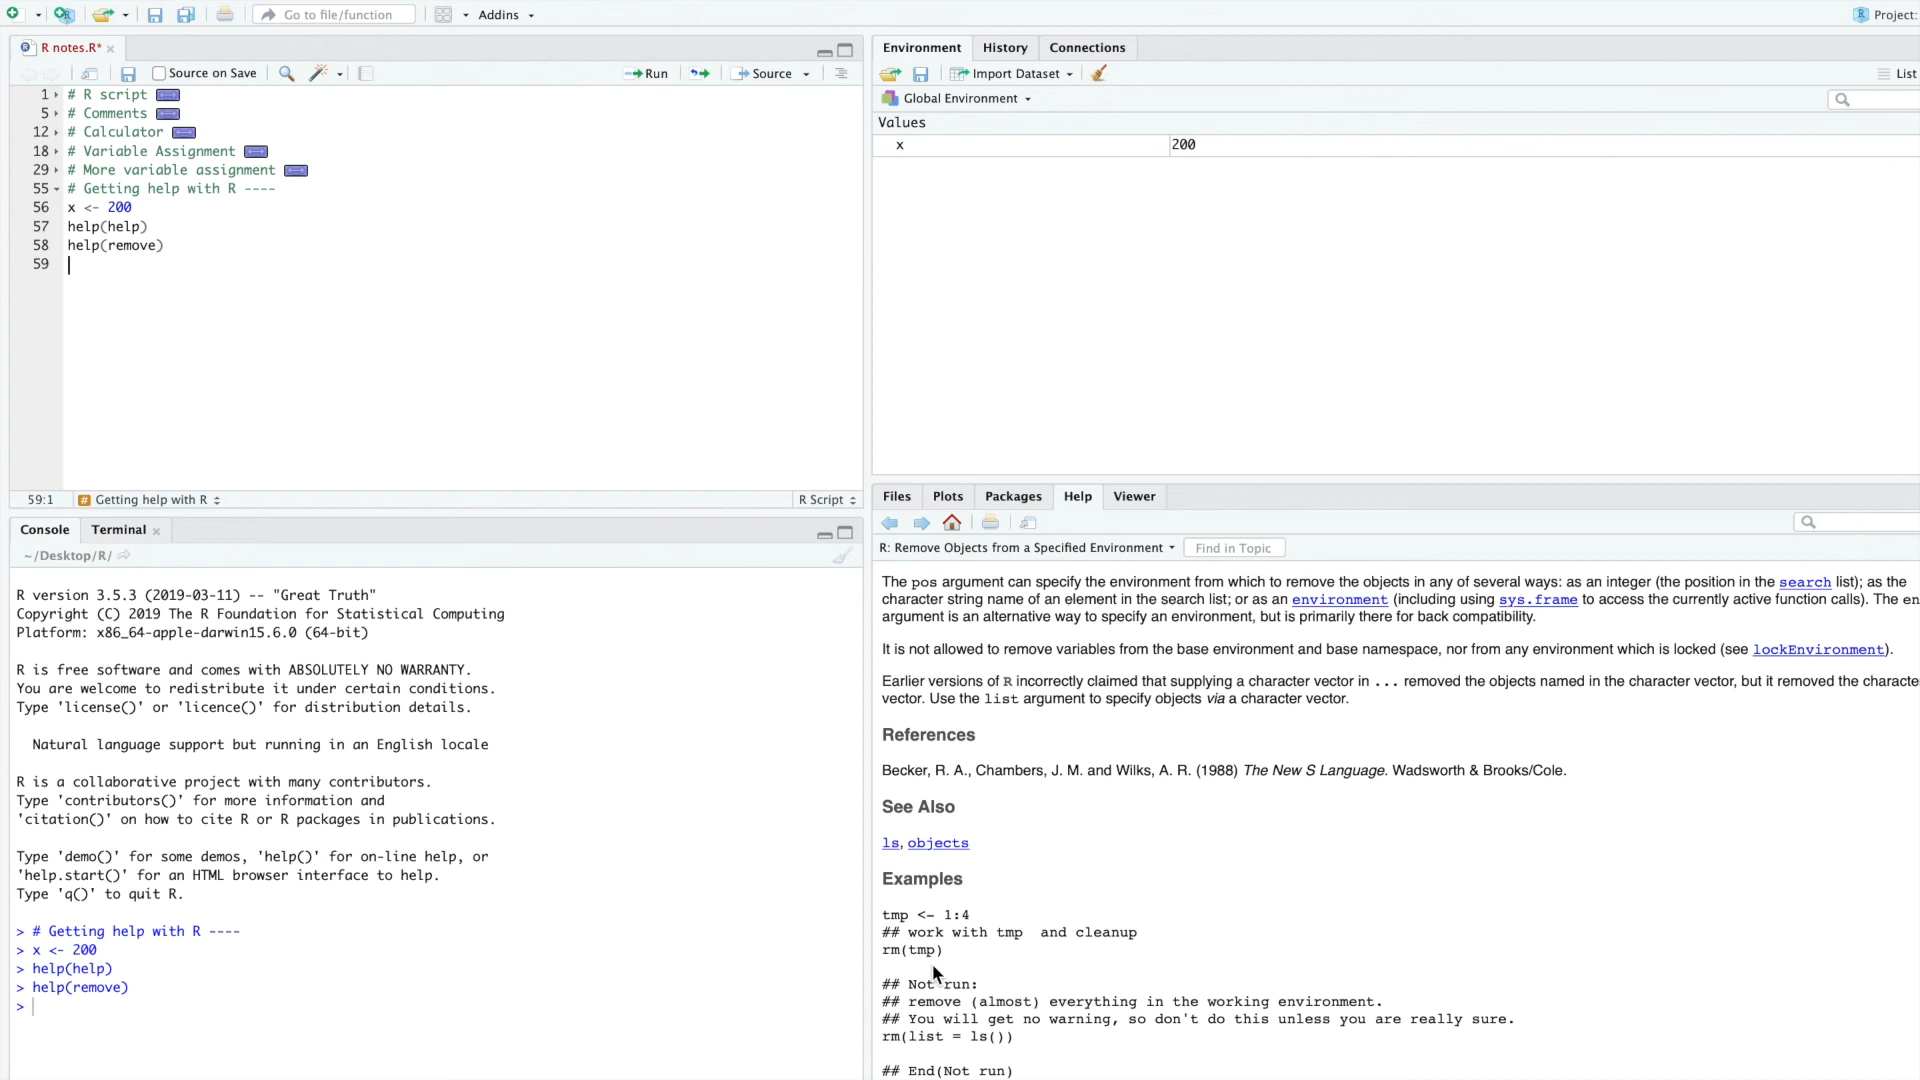 Go to file/function
Addins
Project:
R notes.R*
Source on Save
Run
Source
1 # R script
5 # Comments
12 # Calculator
18 # Variable Assignment
29 # More variable assignment
55 # Getting help with R ----
56 x <- 200
57 help(help)
58 help(remove)
59
59:1 # Getting help with R R Script
Console Terminal
~/Desktop/R/
R version 3.5.3 (2019-03-11) -- "Great Truth"
Copyright (C) 2019 The R Foundation for Statistical Computing
Platform: x86_64-apple-darwin15.6.0 (64-bit)
R is free software and comes with ABSOLUTELY NO WARRANTY.
You are welcome to redistribute it under certain conditions.
Type 'license()' or 'licence()' for distribution details.
Natural language support but running in an English locale
R is a collaborative project with many contributors.
Type 'contributors()' for more information and
'citation()' on how to cite R or R packages in publications.
Type 'demo()' for some demos, 'help()' for on-line help, or
'help.start()' for an HTML browser interface to help.
Type 'q()' to quit R.
> # Getting help with R ----
> x <- 200
> help(help)
> help(remove)
>
Environment History Connections
Import Dataset List
Global Environment
Values
x 200
Files Plots Packages Help Viewer
R: Remove Objects from a Specified Environment Find in Topic
The pos argument can specify the environment from which to remove the objects in any of several ways: as an integer (the position in the search list); as the
character string name of an element in the search list; or as an environment (including using sys.frame to access the currently active function calls). The en
argument is an alternative way to specify an environment, but is primarily there for back compatibility.
It is not allowed to remove variables from the base environment and base namespace, nor from any environment which is locked (see lockEnvironment).
Earlier versions of R incorrectly claimed that supplying a character vector in ... removed the objects named in the character vector, but it removed the characte
vector. Use the list argument to specify objects via a character vector.
References
Becker, R. A., Chambers, J. M. and Wilks, A. R. (1988) The New S Language. Wadsworth & Brooks/Cole.
See Also
ls, objects
Examples
tmp <- 1:4
## work with tmp and cleanup
rm(tmp)
## Not run:
## remove (almost) everything in the working environment.
## You will get no warning, so don't do this unless you are really sure.
rm(list = ls())
## End(Not run)